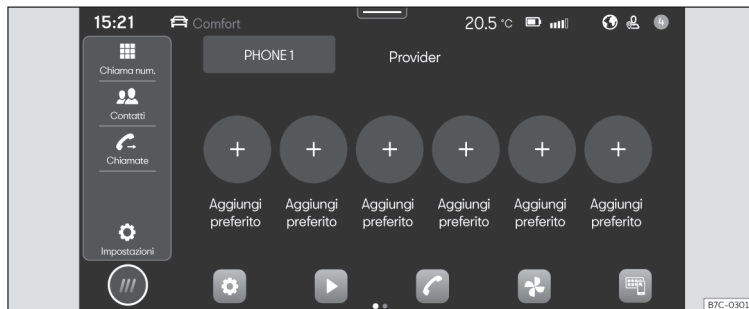 15:21 Comfort 20.5 °C 4
PHONE 1 Provider
Chiama num.
Contatti
Chiamate
Impostazioni
+ + + + + +
Aggiungi Aggiungi Aggiungi Aggiungi Aggiungi Aggiungi
preferito preferito preferito preferito preferito preferito
B7C-0301